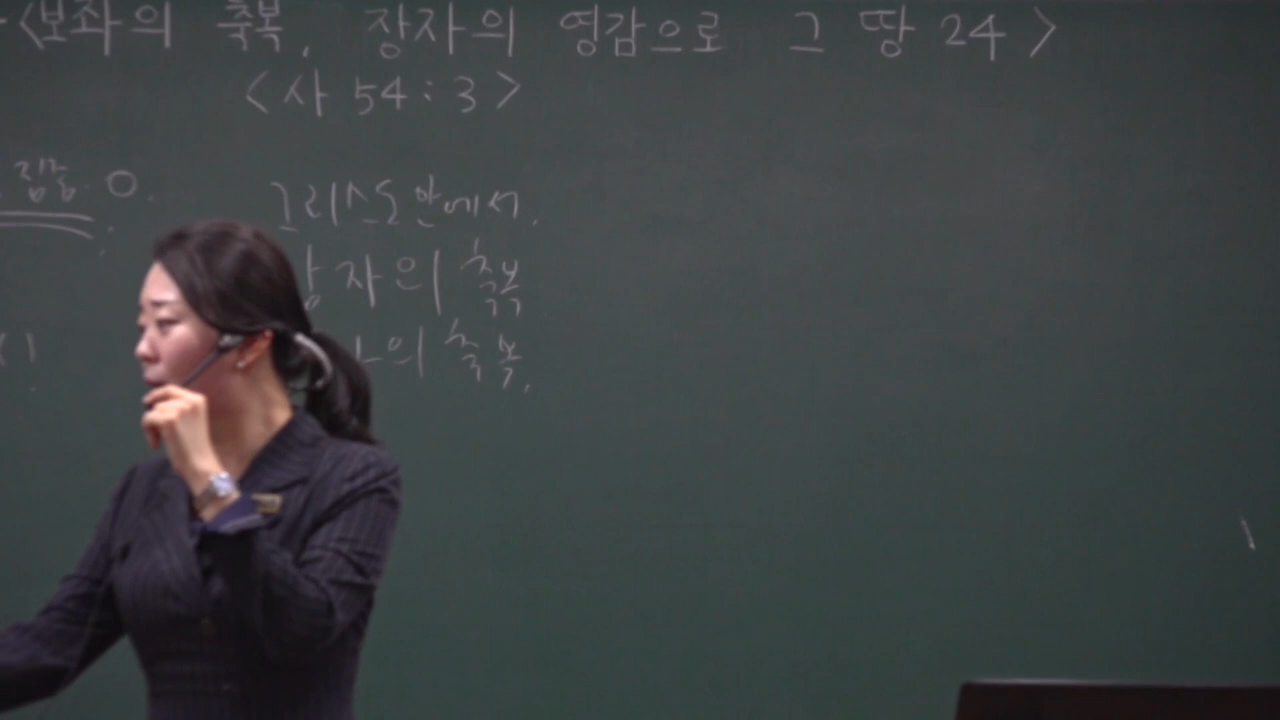 <보좌의 축복, 장자의 영감으로 그 땅 24>
<사 54:3>
그리스도 안에서,
장자의 축복
의 축복,